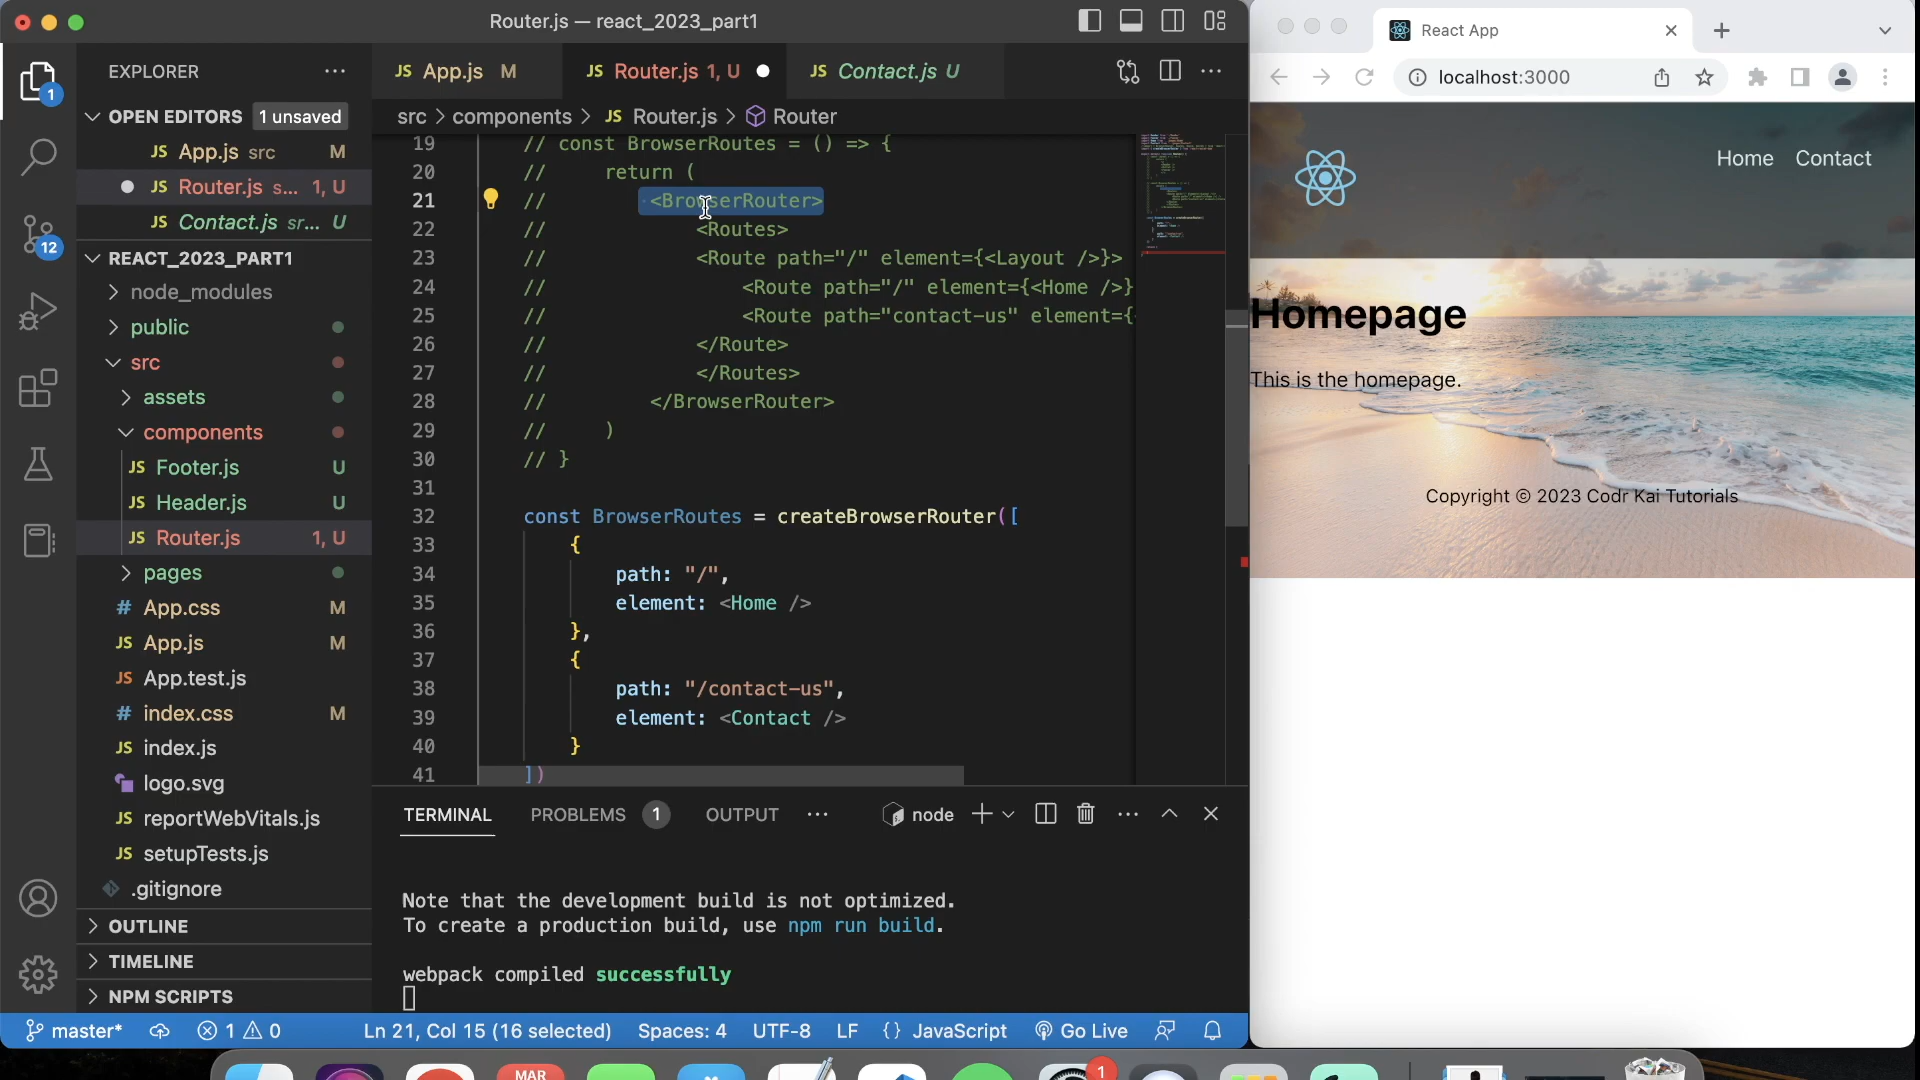 Router.js — react_2023_part1
EXPLORER
OPEN EDITORS 1 unsaved
JS App.js src M
JS Router.js s... 1, U
JS Contact.js sr... U
REACT_2023_PART1
node_modules
public
src
assets
components
JS Footer.js U
JS Header.js U
JS Router.js 1, U
pages
# App.css M
JS App.js M
JS App.test.js
# index.css M
JS index.js
logo.svg
JS reportWebVitals.js
JS setupTests.js
.gitignore
OUTLINE
TIMELINE
NPM SCRIPTS
1
12
JS App.js M
JS Router.js 1, U
JS Contact.js U
src > components > JS Router.js > Router
19 // const BrowserRoutes = () => {
20 // return (
21 // <BrowserRouter>
22 // <Routes>
23 // <Route path="/" element={<Layout />}>
24 // <Route path="/" element={<Home />}
25 // <Route path="contact-us" element={
26 // </Route>
27 // </Routes>
28 // </BrowserRouter>
29 // )
30 // }
31
32 const BrowserRoutes = createBrowserRouter([
33 {
34 path: "/",
35 element: <Home />
36 },
37 {
38 path: "/contact-us",
39 element: <Contact />
40 }
41 ])
TERMINAL PROBLEMS 1 OUTPUT ··· node
Note that the development build is not optimized.
To create a production build, use npm run build.
webpack compiled successfully
master* 1 0 Ln 21, Col 15 (16 selected) Spaces: 4 UTF-8 LF {} JavaScript Go Live
React App
localhost:3000
Home Contact
Homepage
This is the homepage.
Copyright © 2023 Codr Kai Tutorials
MAR
1